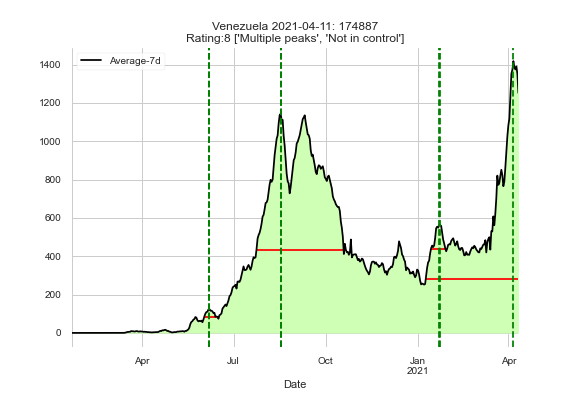 Venezuela 2021-04-11: 174887
Rating:8 ['Multiple peaks', 'Not in control']
Average-7d
1400
1200
1000
800
600
400
200
0
Apr
Jul
Oct
Jan
2021
Apr
Date